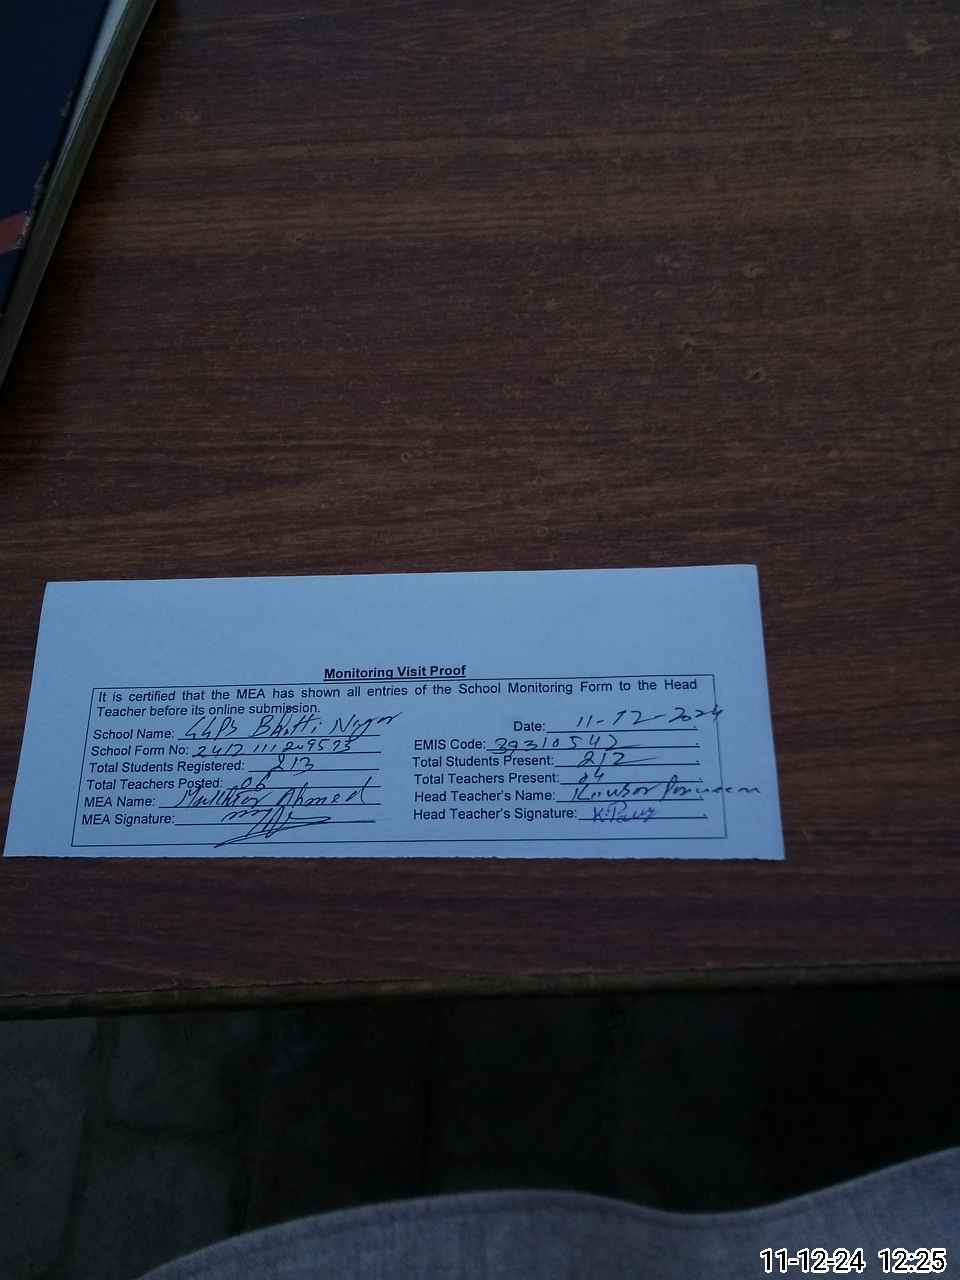 Monitoring Visit Proof
It is certified that the MEA has shown all entries of the School Monitoring Form to the Head
Teacher before its online submission.
School Name: GGPS Bhatti Nagar Date: 11-12-2024
School Form No: EMIS Code: 39310542
Total Students Registered: 213 Total Students Present: 212
Total Teachers Posted: 06 Total Teachers Present: 04
MEA Name: Ahmed Head Teacher's Name: Kousar Parveen
MEA Signature: Head Teacher's Signature:
11-12-24 12:25